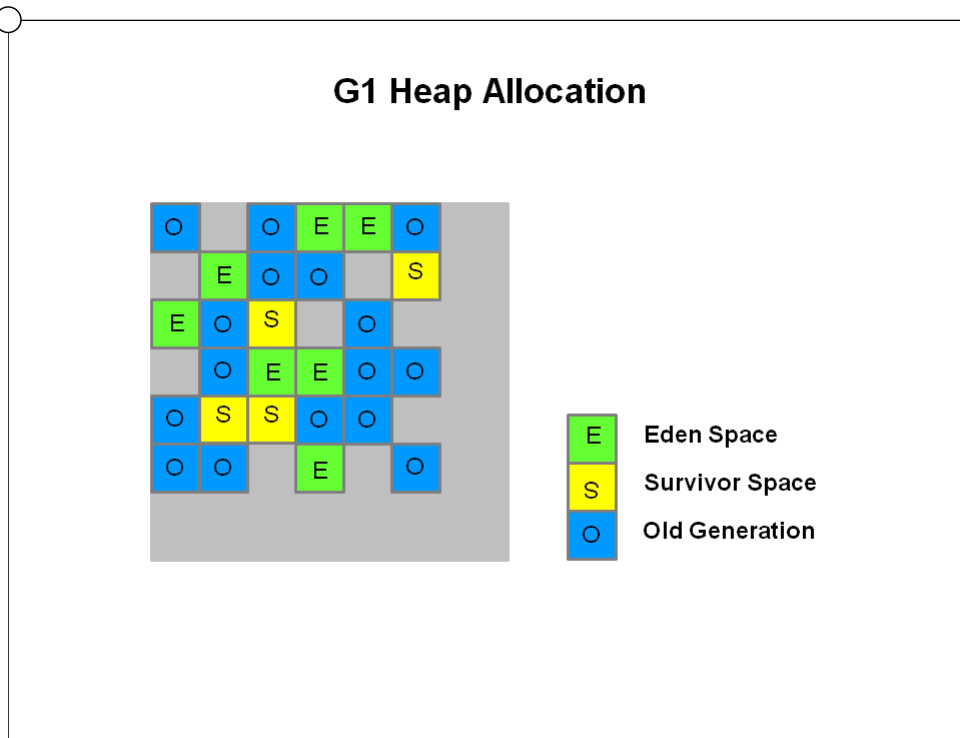 G1 Heap Allocation
O O E E O
E O O S
E O S O
O E E O O
O S S O O
O O E O
E Eden Space
S Survivor Space
O Old Generation